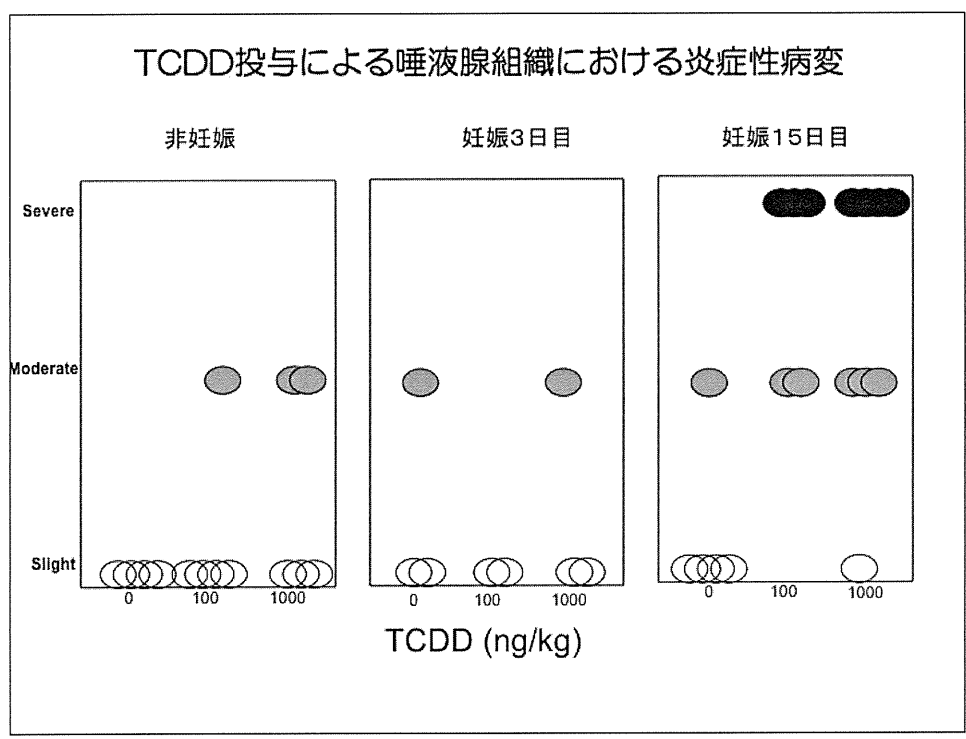 TCDD投与による唾液腺組織における炎症性病変
非妊娠
妊娠3日目
妊娠15日目
Severe
Moderate
Slight
0 100 1000
0 100 1000
0 100 1000
TCDD (ng/kg)